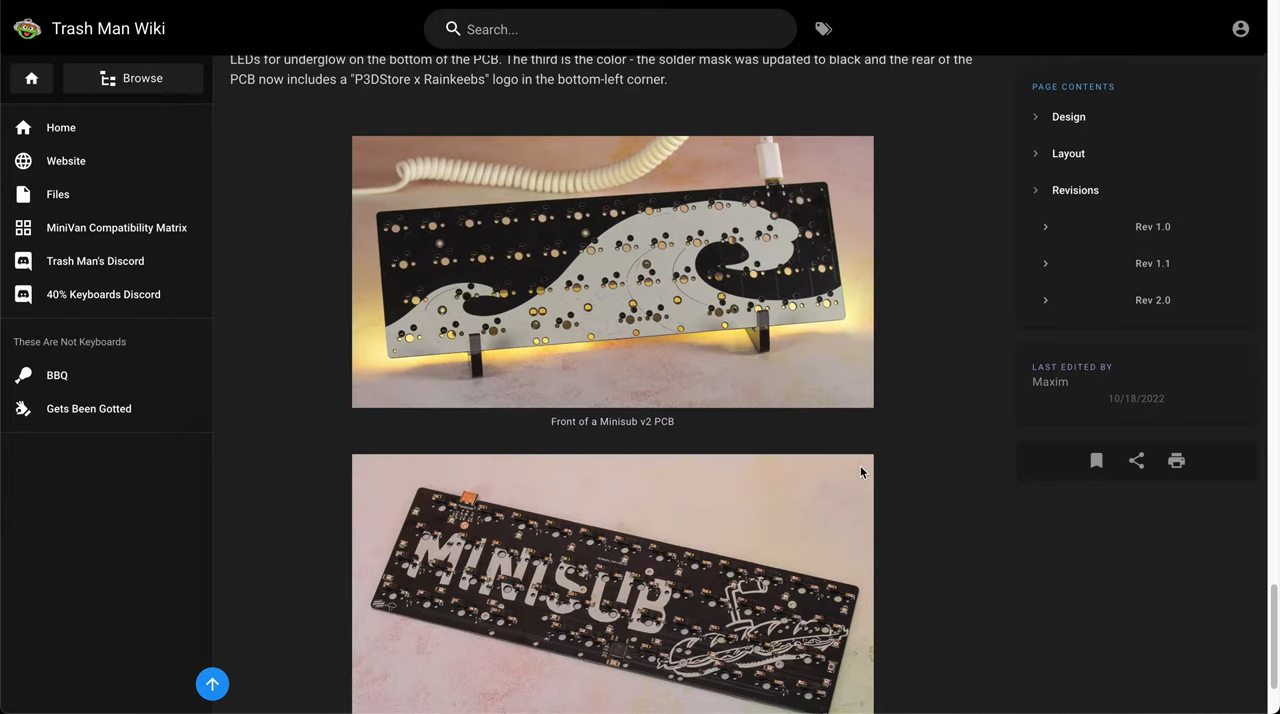 Trash Man Wiki
Search...
Browse
Home
Website
Files
MiniVan Compatibility Matrix
Trash Man's Discord
40% Keyboards Discord
These Are Not Keyboards
BBQ
Gets Been Gotted
LEDs for underglow on the bottom of the PCB. The third is the color - the solder mask was updated to black and the rear of the
PCB now includes a "P3DStore x Rainkeebs" logo in the bottom-left corner.
Front of a Minisub v2 PCB
MINISUB
PAGE CONTENTS
Design
Layout
Revisions
Rev 1.0
Rev 1.1
Rev 2.0
LAST EDITED BY
Maxim
10/18/2022